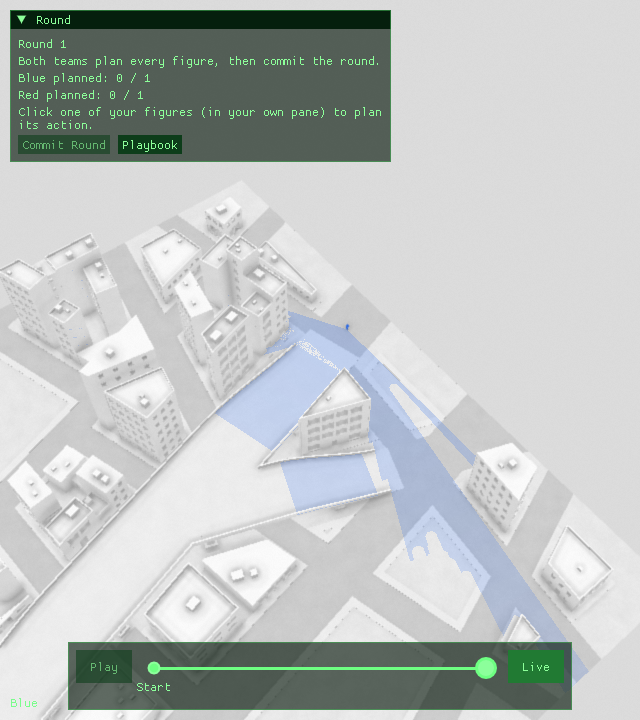 Round
Round 1
Both teams plan every figure, then commit the round.
Blue planned: 0 / 1
Red planned: 0 / 1
Click one of your figures (in your own pane) to plan
its action.
Commit Round
Playbook
Play
Start
Live
Blue